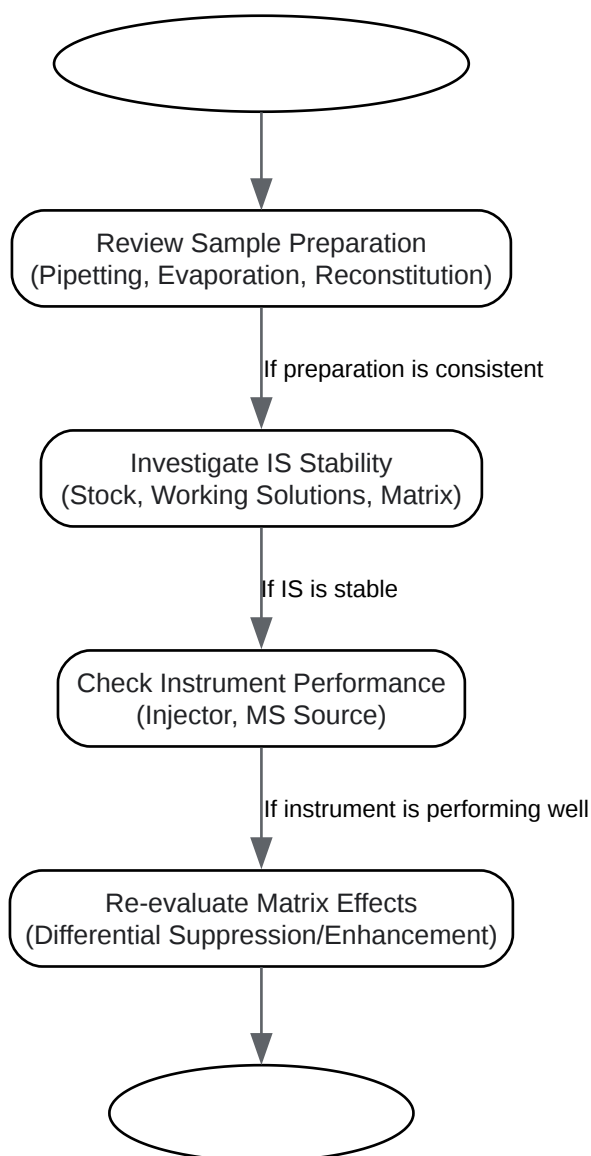 Review Sample Preparation
(Pipetting, Evaporation, Reconstitution)
If preparation is consistent
Investigate IS Stability
(Stock, Working Solutions, Matrix)
If IS is stable
Check Instrument Performance
(Injector, MS Source)
If instrument is performing well
Re-evaluate Matrix Effects
(Differential Suppression/Enhancement)